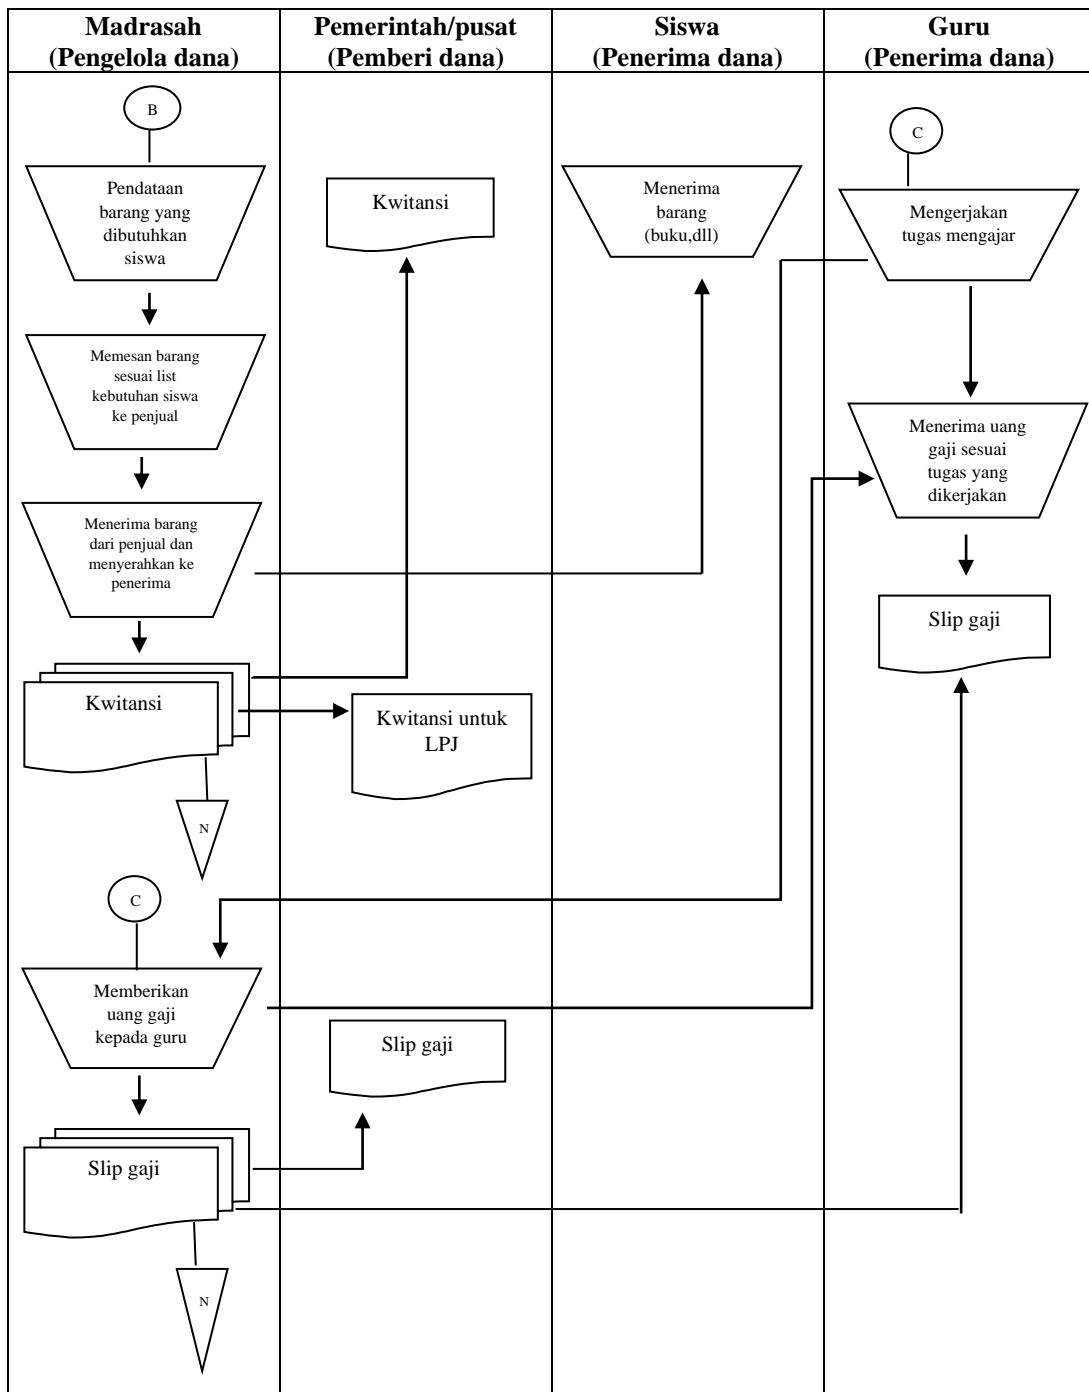 Madrasah
(Pengelola dana)
Pemerintah/pusat
(Pemberi dana)
Siswa
(Penerima dana)
Guru
(Penerima dana)
B
Pendataan
barang yang
dibutuhkan
siswa
Memesan barang
sesuai list
kebutuhan siswa
ke penjual
Menerima barang
dari penjual dan
menyerahkan ke
penerima
Kwitansi
N
C
Memberikan
uang gaji
kepada guru
Slip gaji
N
Kwitansi
Kwitansi untuk
LPJ
Slip gaji
Menerima
barang
(buku,dll)
C
Mengerjakan
tugas mengajar
Menerima uang
gaji sesuai
tugas yang
dikerjakan
Slip gaji